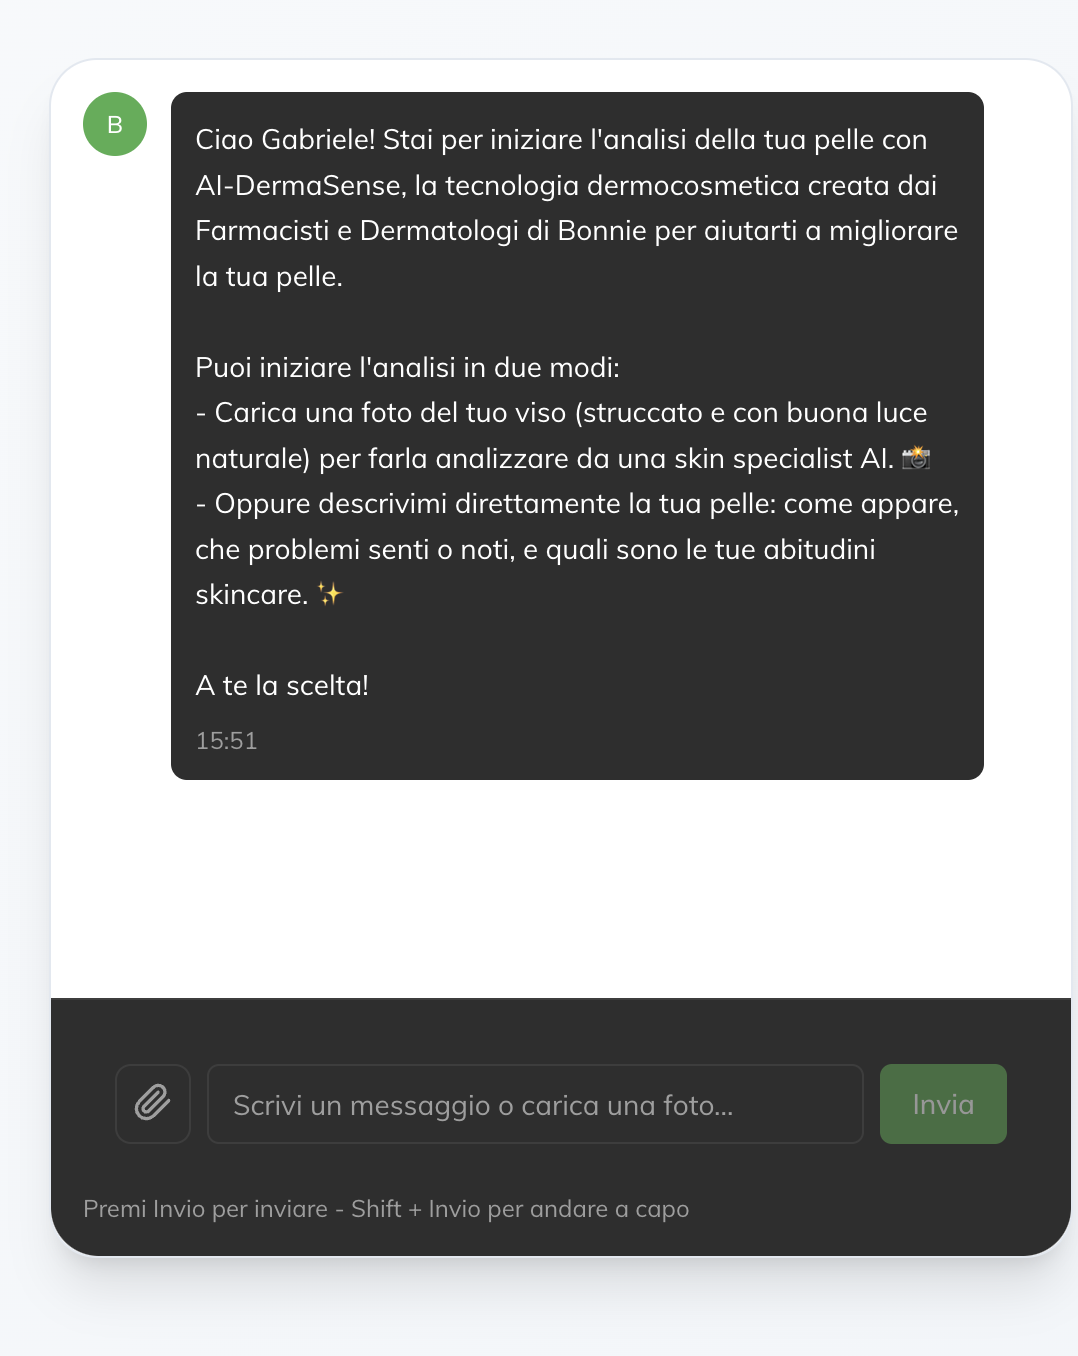 B
Ciao Gabriele! Stai per iniziare l'analisi della tua pelle con
AI-DermaSense, la tecnologia dermocosmetica creata dai
Farmacisti e Dermatologi di Bonnie per aiutarti a migliorare
la tua pelle.
Puoi iniziare l'analisi in due modi:
- Carica una foto del tuo viso (struccato e con buona luce
naturale) per farla analizzare da una skin specialist AI. 📸
- Oppure descrivimi direttamente la tua pelle: come appare,
che problemi senti o noti, e quali sono le tue abitudini
skincare. ✨
A te la scelta!
15:51
Scrivi un messaggio o carica una foto...
Invia
Premi Invio per inviare - Shift + Invio per andare a capo